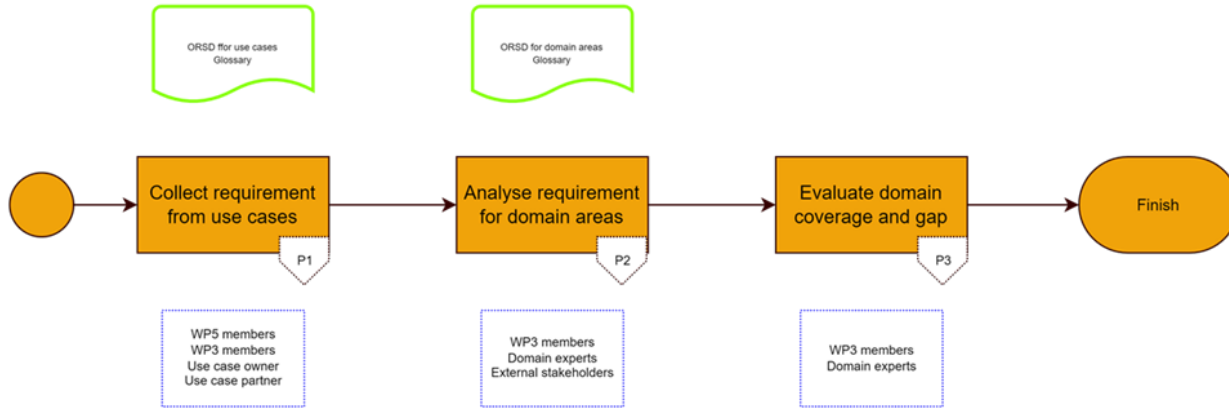 ORSD ffor use cases
Glossary
ORSD for domain areas
Glossary
Collect requirement
from use cases
P1
Analyse requirement
for domain areas
P2
Evaluate domain
coverage and gap
P3
Finish
WP5 members
WP3 members
Use case owner
Use case partner
WP3 members
Domain experts
External stakeholders
WP3 members
Domain experts